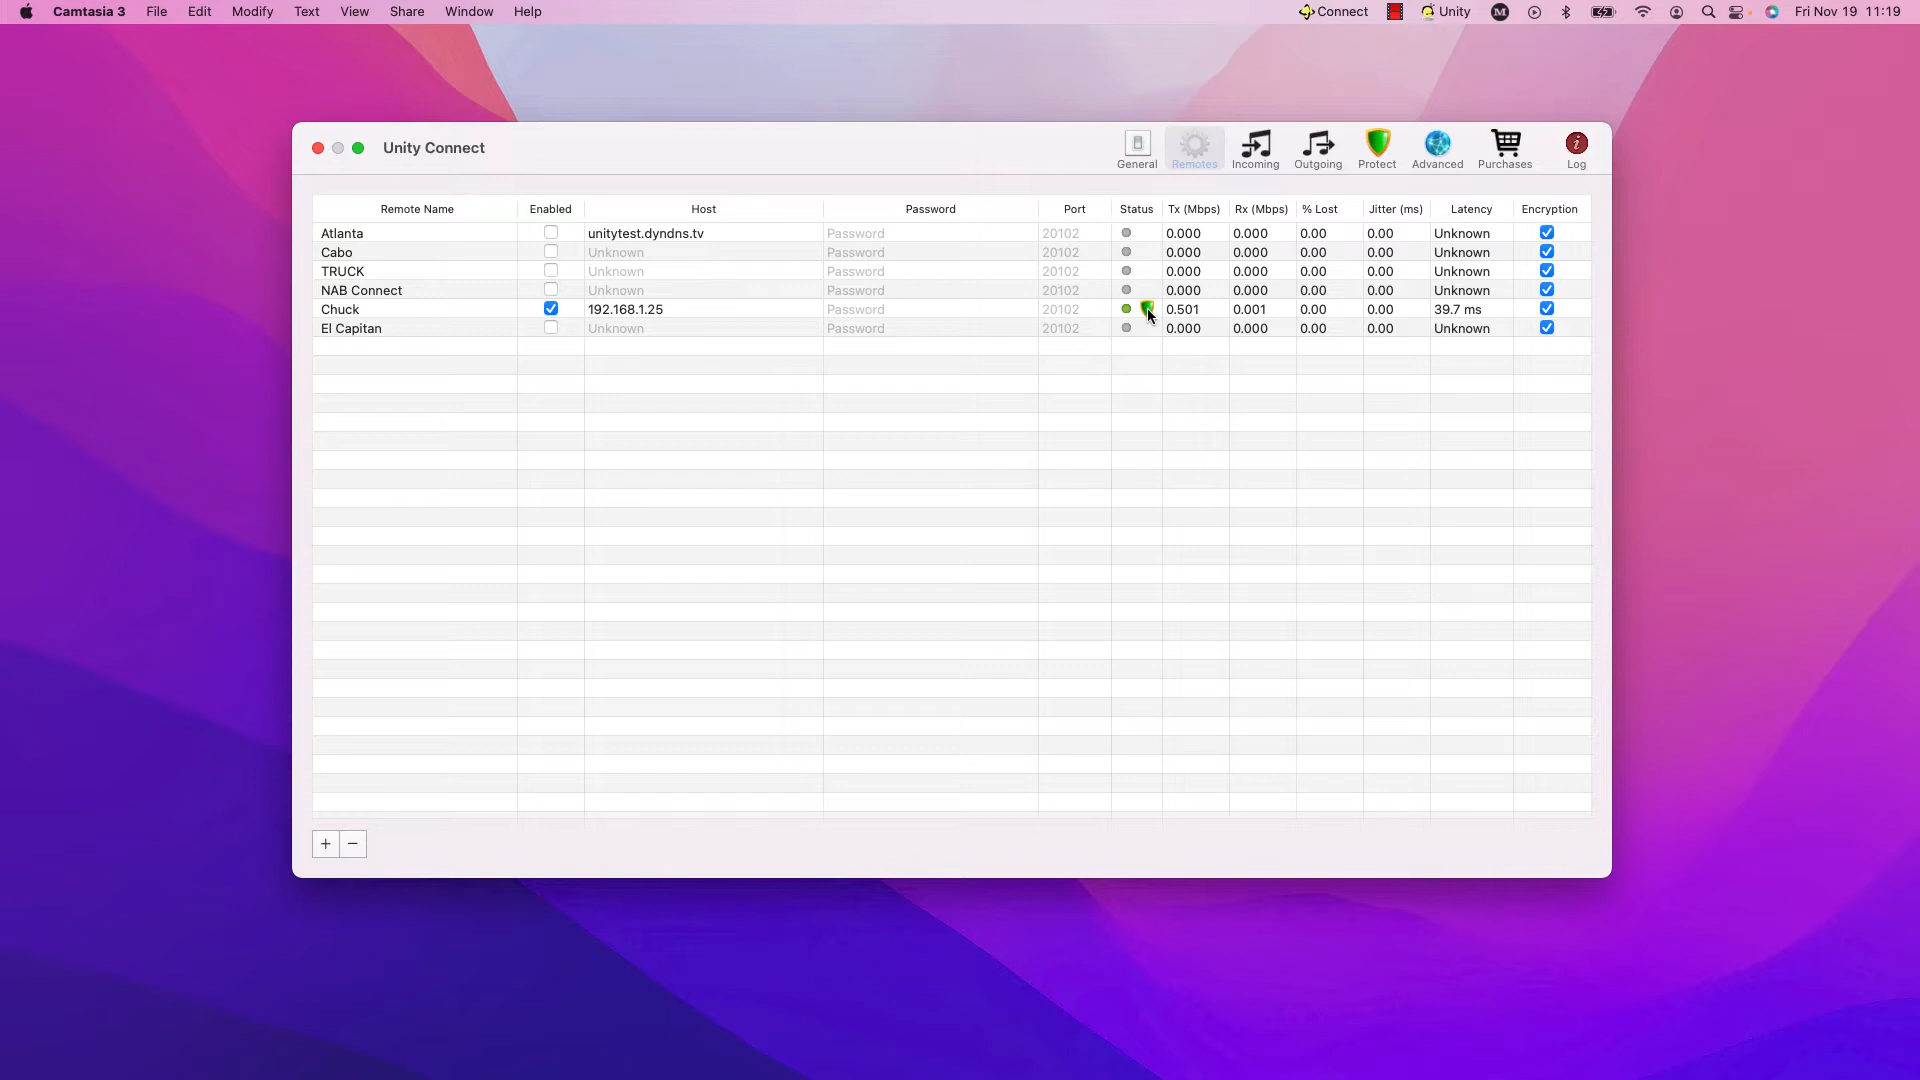 Camtasia 3 File Edit Modify Text View Share Window Help Connect Unity M Fri Nov 19 11:19
Unity Connect General Remotes Incoming Outgoing Protect Advanced Purchases Log
Remote Name Enabled Host Password Port Status Tx (Mbps) Rx (Mbps) % Lost Jitter (ms) Latency Encryption
Atlanta unitytest.dyndns.tv Password 20102 0.000 0.000 0.00 0.00 Unknown
Cabo Unknown Password 20102 0.000 0.000 0.00 0.00 Unknown
TRUCK Unknown Password 20102 0.000 0.000 0.00 0.00 Unknown
NAB Connect Unknown Password 20102 0.000 0.000 0.00 0.00 Unknown
Chuck 192.168.1.25 Password 20102 0.501 0.001 0.00 0.00 39.7 ms
El Capitan Unknown Password 20102 0.000 0.000 0.00 0.00 Unknown
+ −